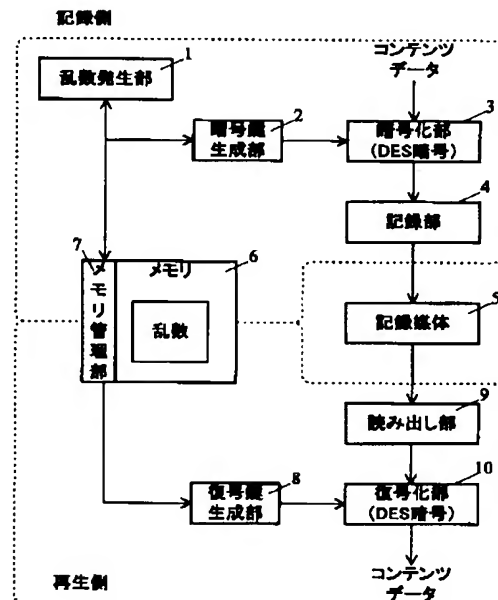 記録側
1
乱数発生部
コンテンツ
データ
2
暗号鍵
生成部
3
暗号化部
(DES暗号)
4
記録部
7
メモリ管理部
メモリ
6
乱数
5
記録媒体
9
読み出し部
8
復号鍵
生成部
10
復号化部
(DES暗号)
再生側
コンテンツ
データ